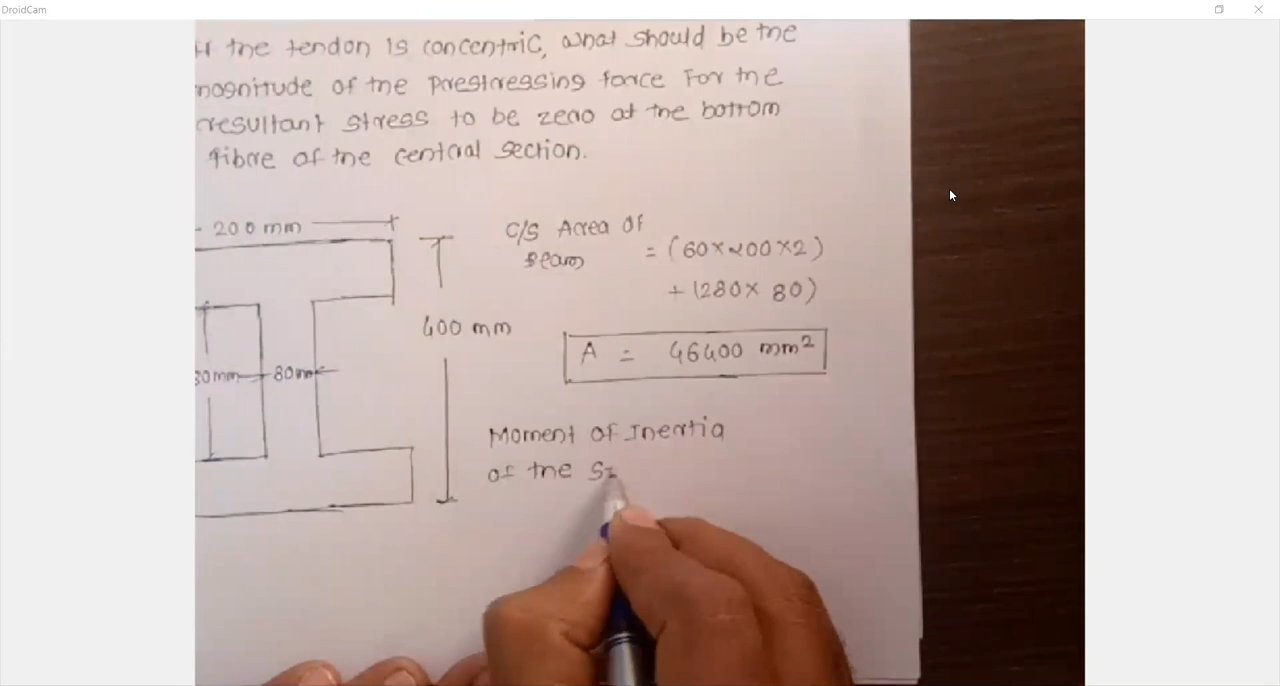 DroidCam
If the tendon is concentric, what should be the
magnitude of the prestressing force For the
resultant stress to be zero at the bottom
fibre of the central section.
200 mm
C/S Area of
Beam = (60×200×2)
+ (280× 80)
400 mm
A = 46400 mm²
80mm
Moment of Inertia
of the